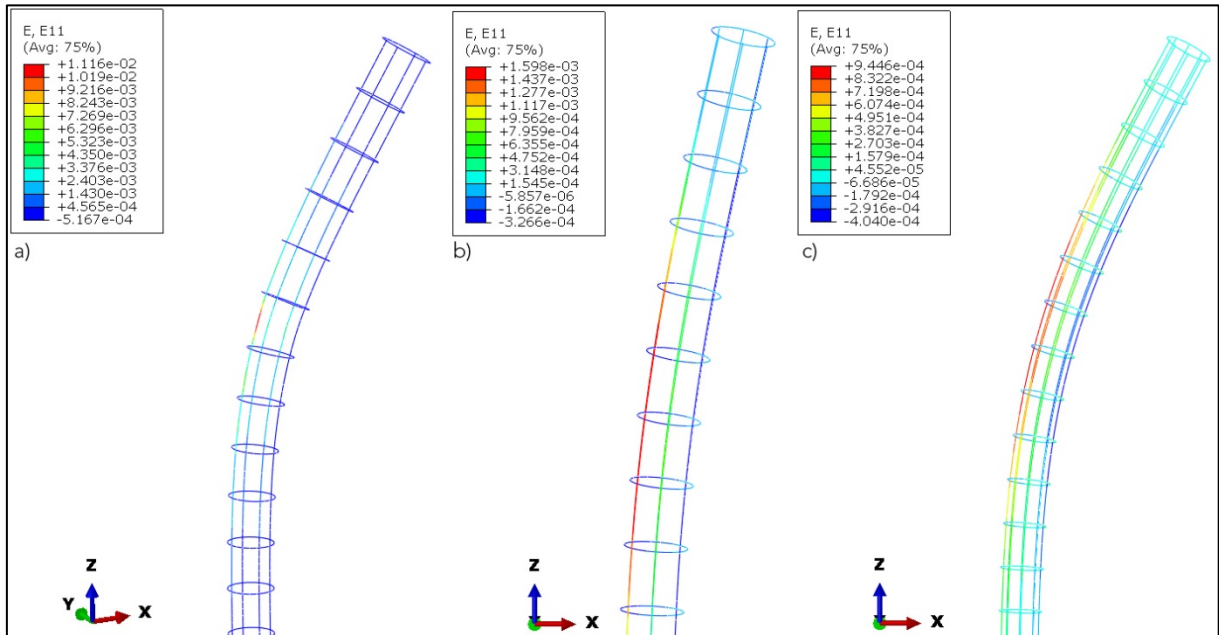 E, E11
(Avg: 75%)
+1.116e-02
+1.019e-02
+9.216e-03
+8.243e-03
+7.269e-03
+6.296e-03
+5.323e-03
+4.350e-03
+3.376e-03
+2.403e-03
+1.430e-03
+4.565e-04
-5.167e-04
a)
Z
Y
X
E, E11
(Avg: 75%)
+1.598e-03
+1.437e-03
+1.277e-03
+1.117e-03
+9.562e-04
+7.959e-04
+6.355e-04
+4.752e-04
+3.148e-04
+1.545e-04
-5.857e-06
-1.662e-04
-3.266e-04
b)
Z
X
E, E11
(Avg: 75%)
+9.446e-04
+8.322e-04
+7.198e-04
+6.074e-04
+4.951e-04
+3.827e-04
+2.703e-04
+1.579e-04
+4.552e-05
-6.686e-05
-1.792e-04
-2.916e-04
-4.040e-04
c)
Z
X